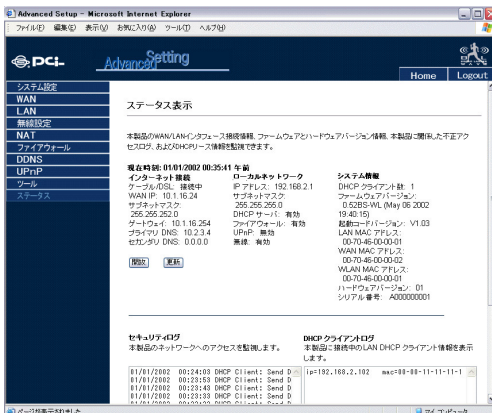 Advanced Setup - Microsoft Internet Explorer
ファイル(F) 編集(E) 表示(V) お気に入り(A) ツール(T) ヘルプ(H)
PCi
Advanced Setting
Home Logout
システム設定
WAN
LAN
無線設定
NAT
ファイアウォール
DDNS
UPnP
ツール
ステータス
ステータス表示
本製品のWAN/LANインタフェース接続情報、ファームウェアとハードウェアバージョン情報、本製品に関係した不正アク
セスログ、およびDHCPリース情報を監視できます。
現在時刻: 01/01/2002 00:35:41 午前
インターネット接続
ケーブル/DSL: 接続中
WAN IP: 10.1.16.24
サブネットマスク:
255.255.252.0
ゲートウェイ: 10.1.16.254
プライマリ DNS: 10.2.3.4
セカンダリ DNS: 0.0.0.0
開放 更新
ローカルネットワーク
IP アドレス: 192.168.2.1
サブネットマスク:
255.255.255.0
DHCP サーバ: 有効
ファイアウォール: 有効
UPnP: 無効
無線: 有効
システム情報
DHCP クライアント数: 1
ファームウェアバージョン:
0.52BS-WL (May 06 2002
19:40:15)
起動コードバージョン: V1.03
LAN MAC アドレス:
00-70-46-00-00-01
WAN MAC アドレス:
00-70-46-00-00-02
WLAN MAC アドレス:
00-70-46-00-00-01
ハードウェアバージョン: 01
シリアル番号: A000000001
セキュリティログ
本製品のネットワークへのアクセスを監視します。
01/01/2002 00:24:03 DHCP Client: Send D
01/01/2002 00:23:53 DHCP Client: Send D
01/01/2002 00:23:43 DHCP Client: Send D
01/01/2002 00:23:33 DHCP Client: Send D
DHCP クライアントログ
本製品に接続中のLAN DHCP クライアント情報を表示
します。
ip=192.168.2.102 mac=00-00-11-11-11-1
ページが表示されました
マイ コンピュータ